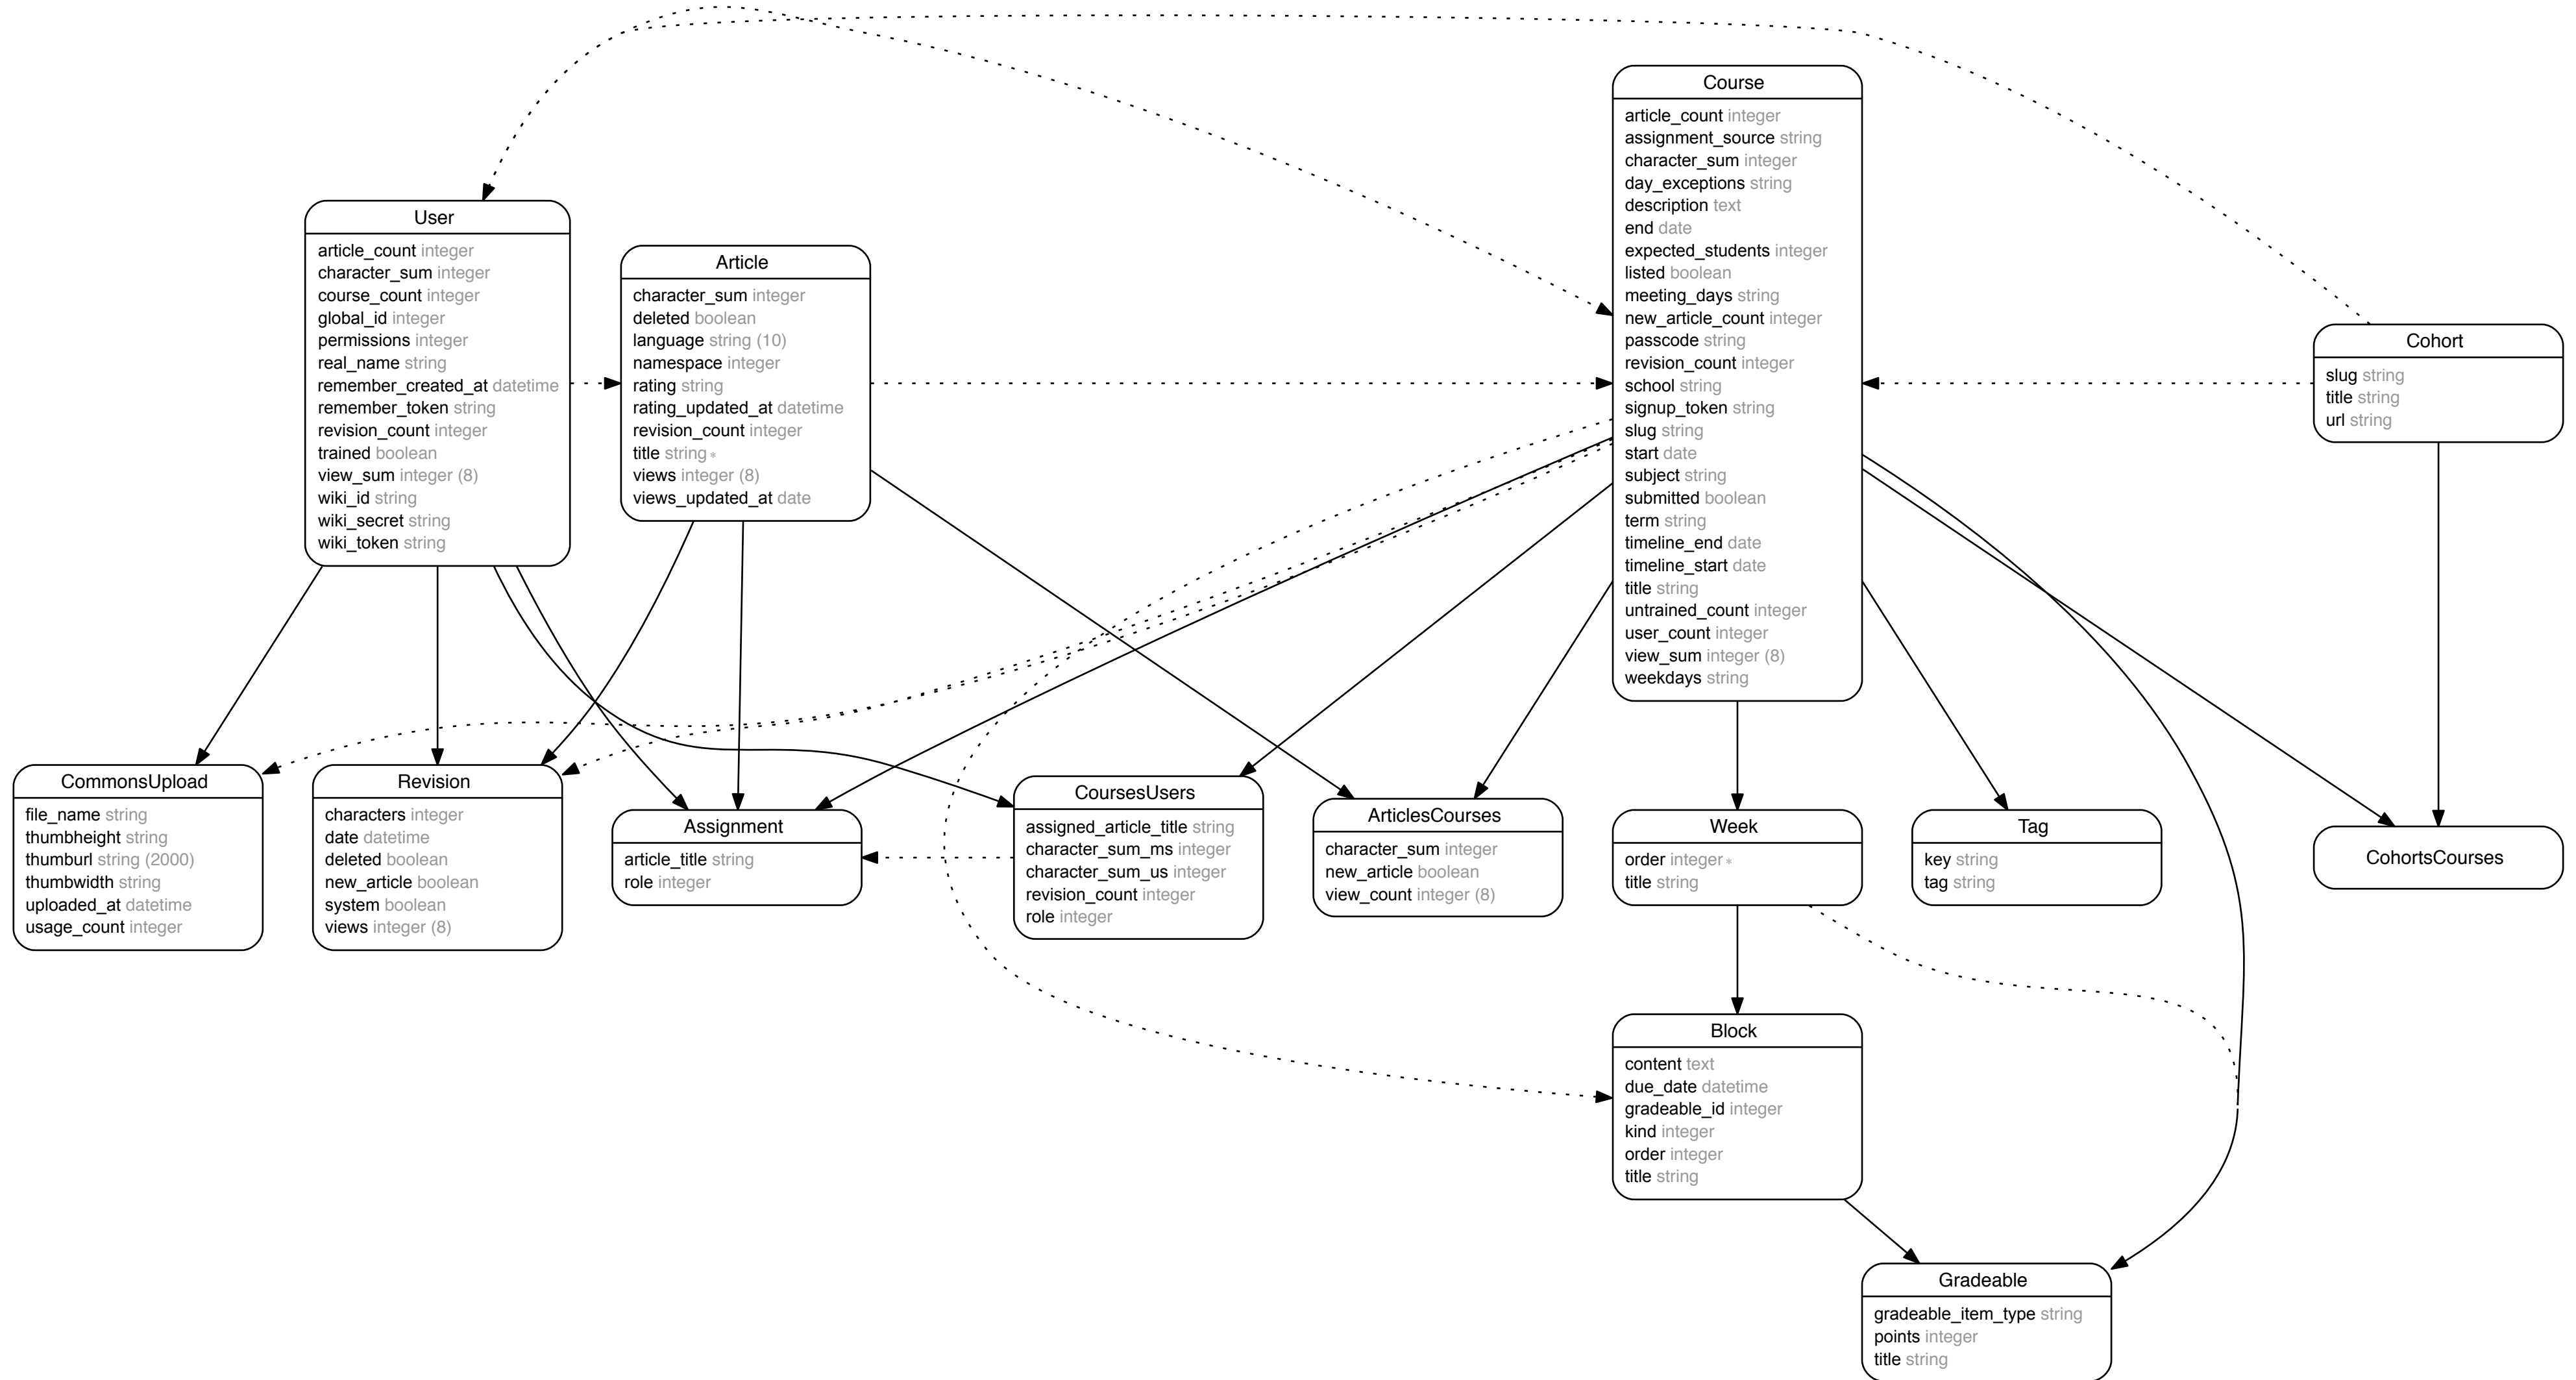 Course
article_count integer
assignment_source string
character_sum integer
day_exceptions string
description text
end date
expected_students integer
listed boolean
meeting_days string
new_article_count integer
passcode string
revision_count integer
school string
signup_token string
slug string
start date
subject string
submitted boolean
term string
timeline_end date
timeline_start date
title string
untrained_count integer
user_count integer
view_sum integer (8)
weekdays string
User
article_count integer
character_sum integer
course_count integer
global_id integer
permissions integer
real_name string
remember_created_at datetime
remember_token string
revision_count integer
trained boolean
view_sum integer (8)
wiki_id string
wiki_secret string
wiki_token string
Article
character_sum integer
deleted boolean
language string (10)
namespace integer
rating string
rating_updated_at datetime
revision_count integer
title string *
views integer (8)
views_updated_at date
Cohort
slug string
title string
url string
CommonsUpload
file_name string
thumbheight string
thumburl string (2000)
thumbwidth string
uploaded_at datetime
usage_count integer
Revision
characters integer
date datetime
deleted boolean
new_article boolean
system boolean
views integer (8)
Assignment
article_title string
role integer
CoursesUsers
assigned_article_title string
character_sum_ms integer
character_sum_us integer
revision_count integer
role integer
ArticlesCourses
character_sum integer
new_article boolean
view_count integer (8)
Week
order integer *
title string
Tag
key string
tag string
CohortsCourses
Block
content text
due_date datetime
gradeable_id integer
kind integer
order integer
title string
Gradeable
gradeable_item_type string
points integer
title string